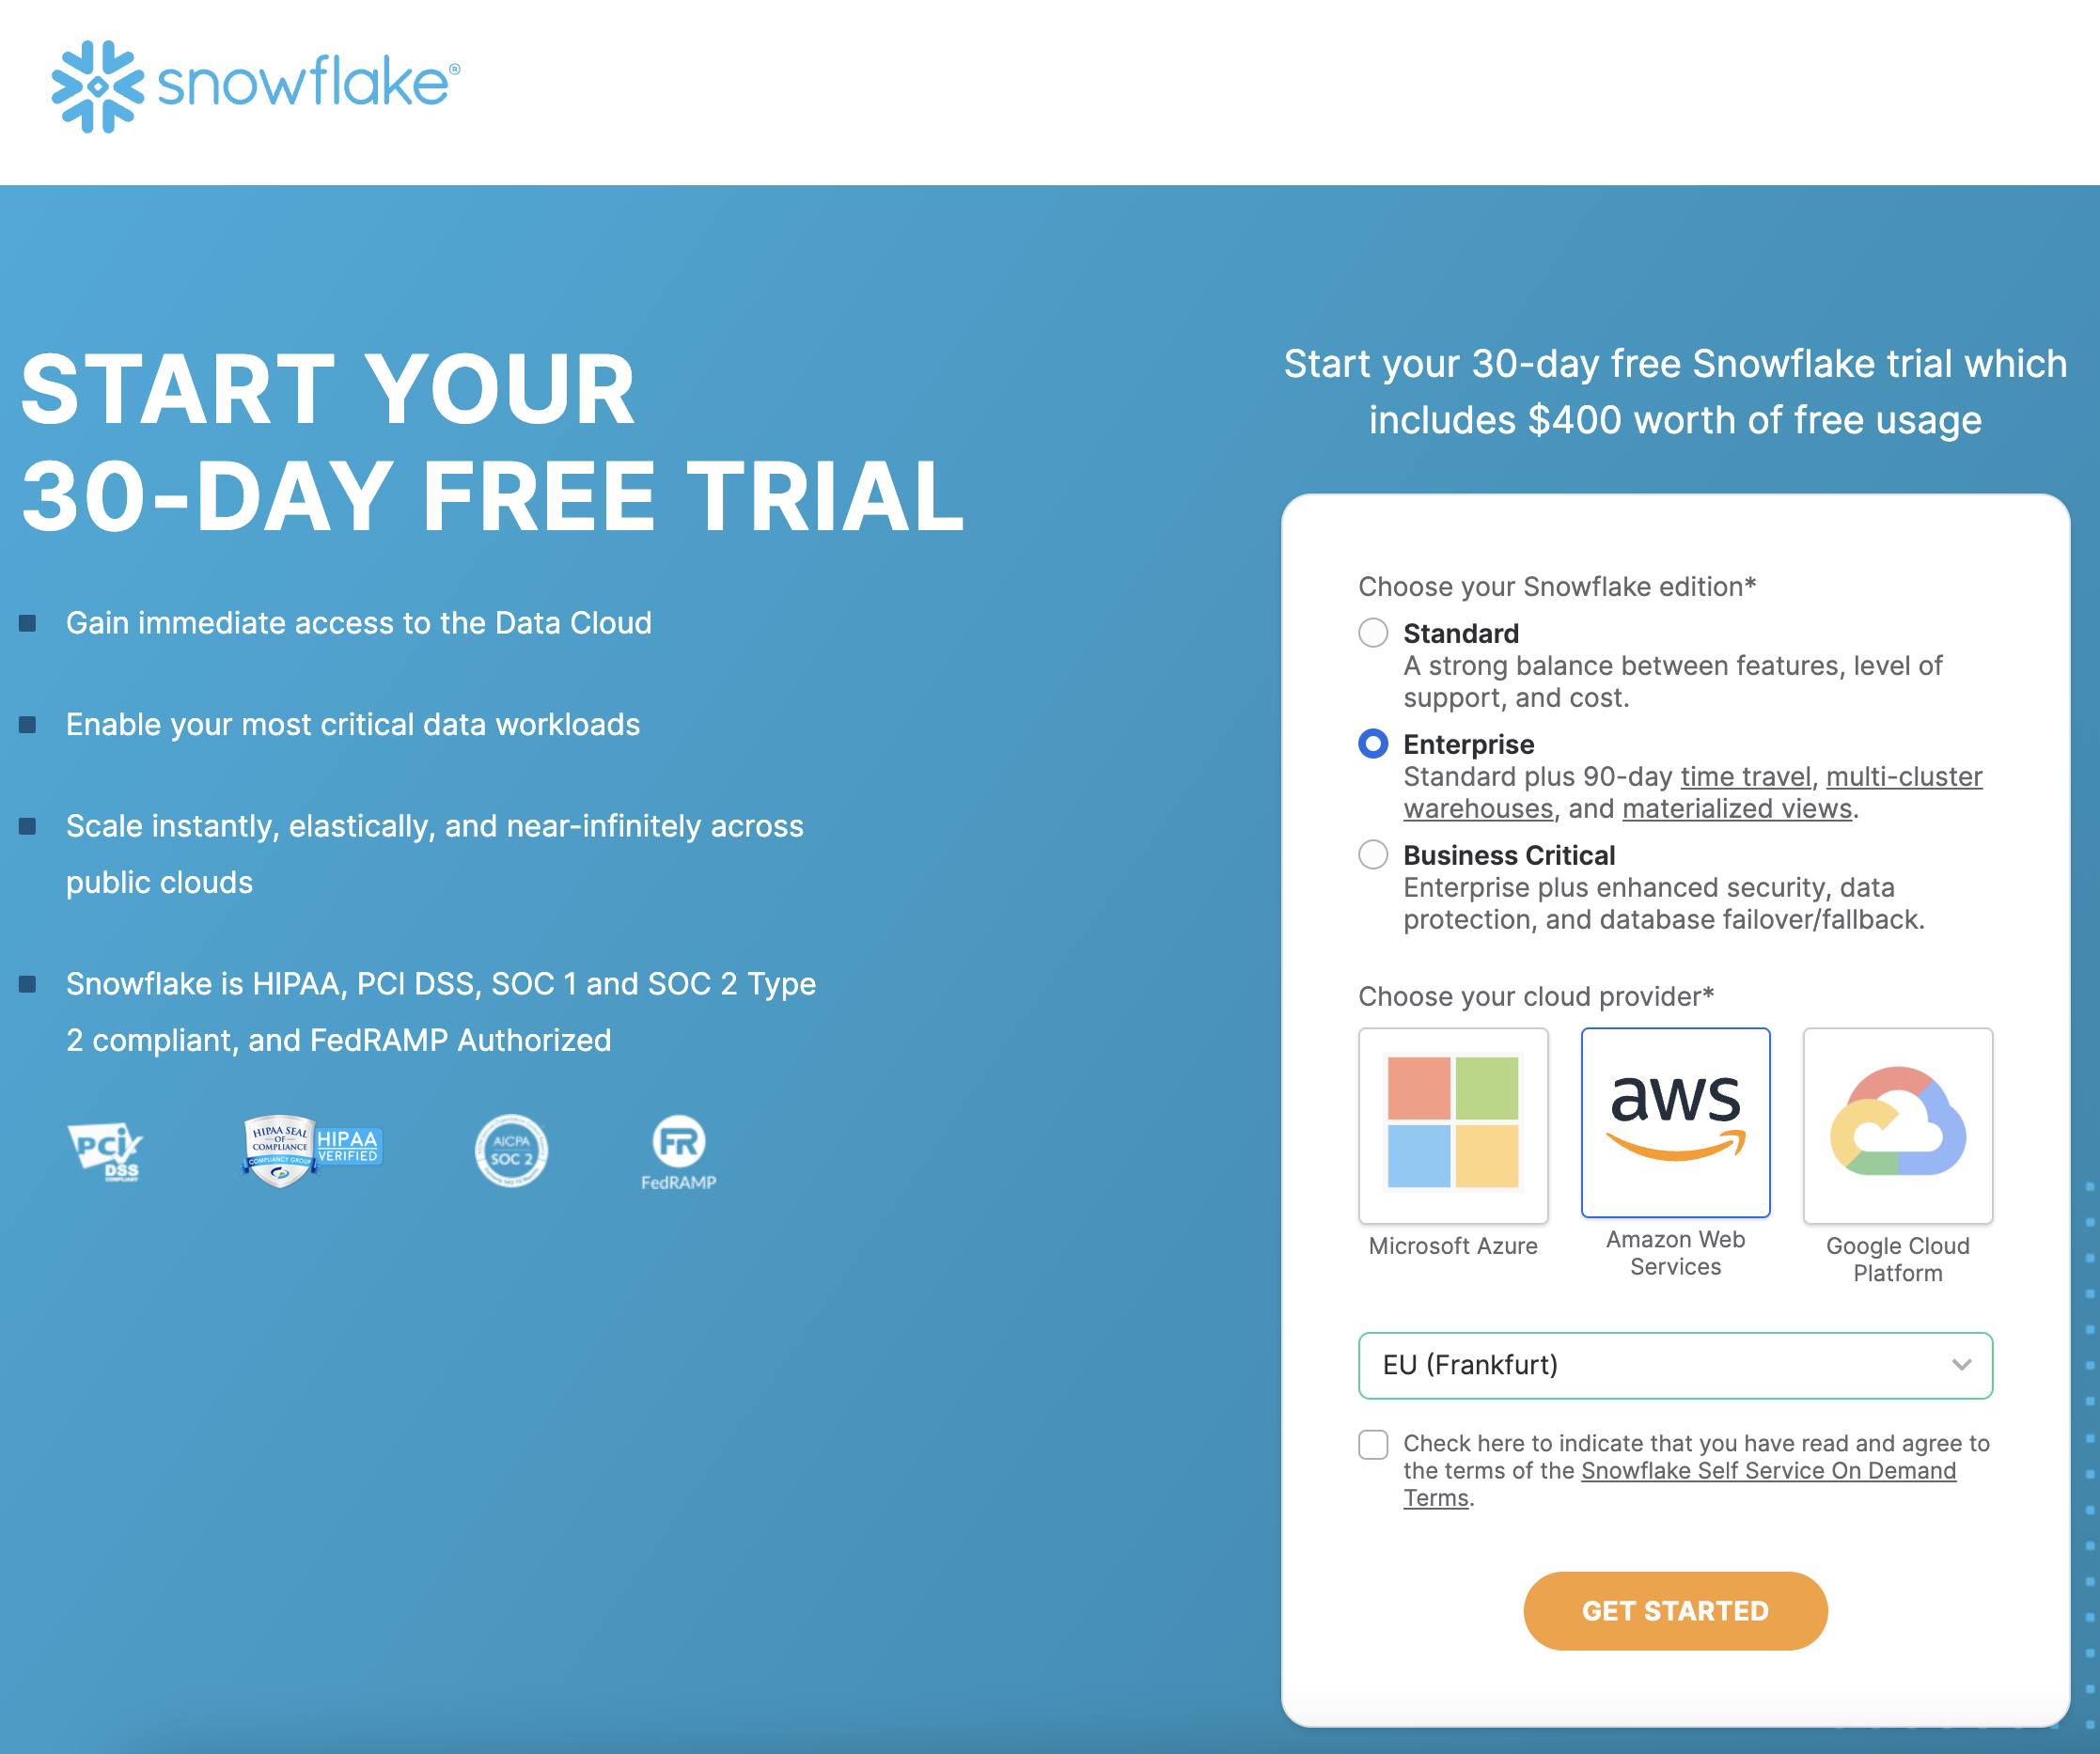 snowflake®
START YOUR
30-DAY FREE TRIAL
Gain immediate access to the Data Cloud
Enable your most critical data workloads
Scale instantly, elastically, and near-infinitely across
public clouds
Snowflake is HIPAA, PCI DSS, SOC 1 and SOC 2 Type
2 compliant, and FedRAMP Authorized
PCI
DSS
COMPLIANT
HIPAA SEAL
OF
COMPLIANCE
COMPLIANCY GROUP
HIPAA
VERIFIED
AICPA
SOC 2
FR
FedRAMP
Start your 30-day free Snowflake trial which
includes $400 worth of free usage
Choose your Snowflake edition*
Standard
A strong balance between features, level of
support, and cost.
Enterprise
Standard plus 90-day time travel, multi-cluster
warehouses, and materialized views.
Business Critical
Enterprise plus enhanced security, data
protection, and database failover/fallback.
Choose your cloud provider*
aws
Microsoft Azure
Amazon Web
Services
Google Cloud
Platform
EU (Frankfurt)
Check here to indicate that you have read and agree to
the terms of the Snowflake Self Service On Demand
Terms.
GET STARTED